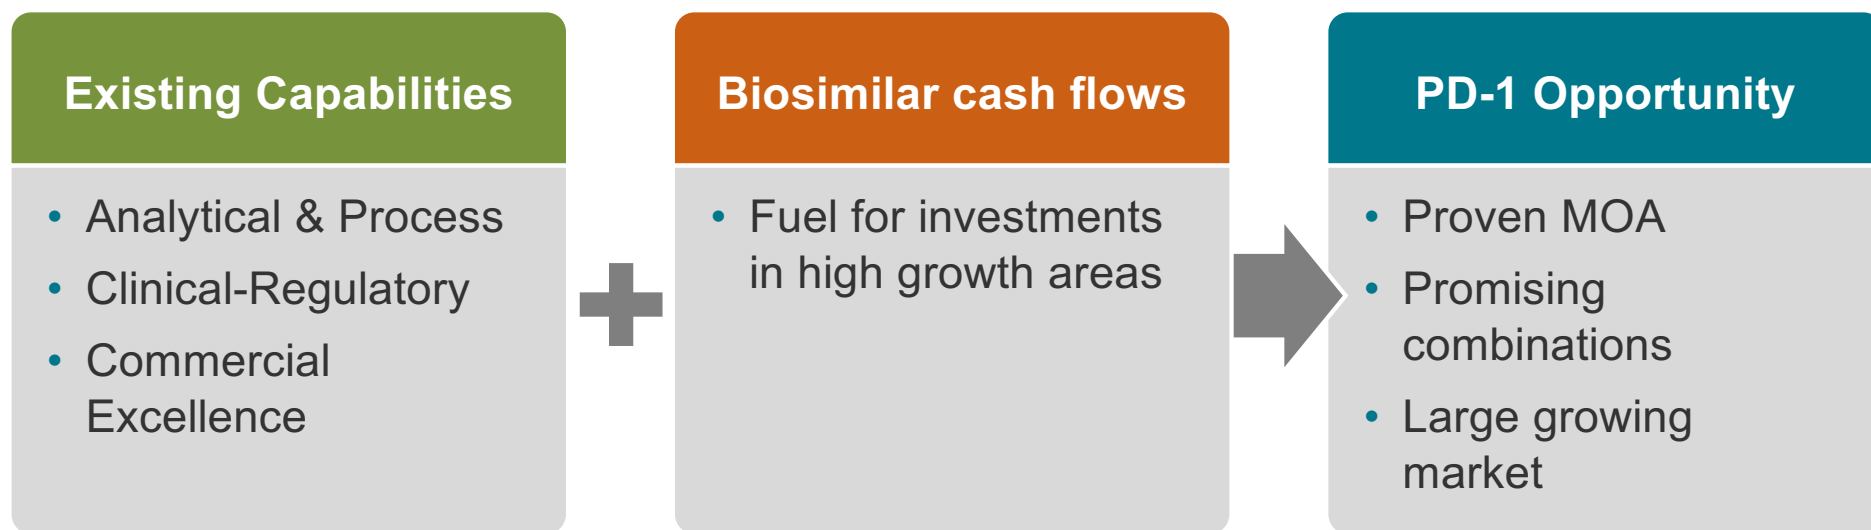 Existing Capabilities
• Analytical & Process
• Clinical-Regulatory
• Commercial
Excellence
Biosimilar cash flows
• Fuel for investments
in high growth areas
PD-1 Opportunity
• Proven MOA
• Promising
combinations
• Large growing
market